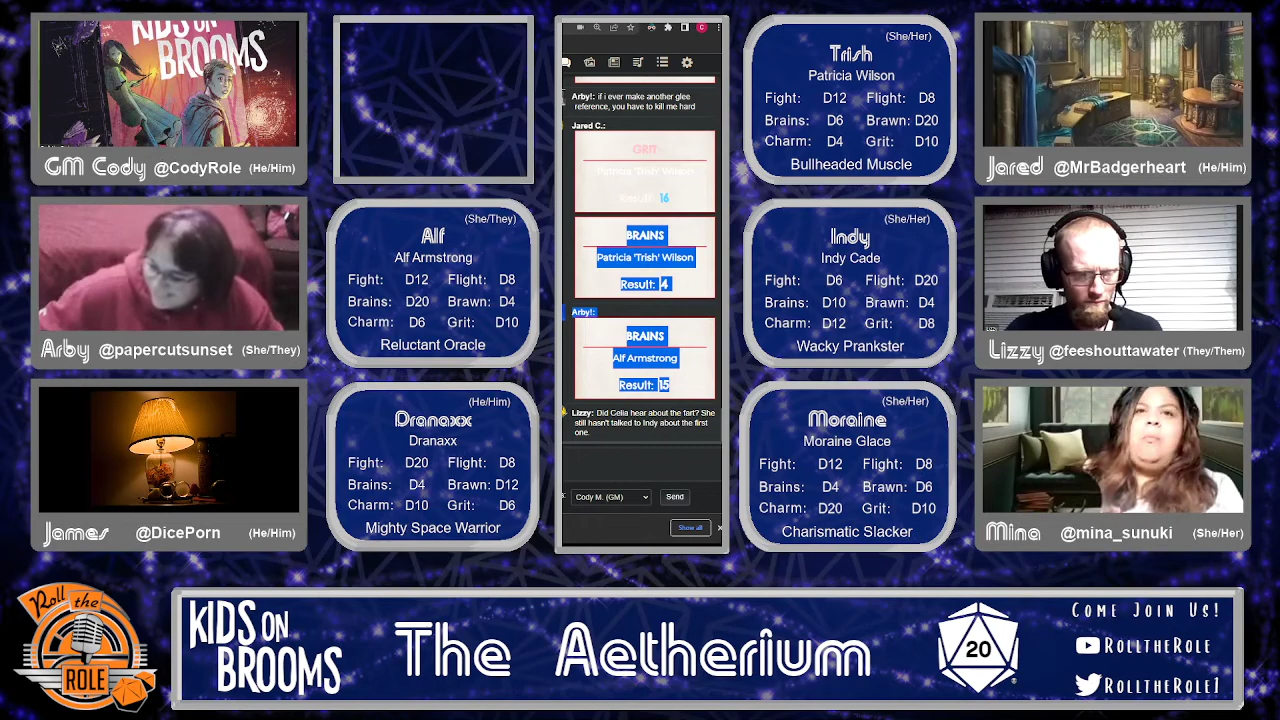 KIDS ON
BROOMS
GM Cody @CodyRole (He/Him)
Arby @papercutsunset (She/They)
James @DicePorn (He/Him)
(She/They)
Alf
Alf Armstrong
Fight: D12 Flight: D8
Brains: D20 Brawn: D4
Charm: D6 Grit: D10
Reluctant Oracle
(He/Him)
Dranaxx
Dranaxx
Fight: D20 Flight: D8
Brains: D4 Brawn: D12
Charm: D10 Grit: D6
Mighty Space Warrior
Arby!: if i ever make another glee
reference, you have to kill me hard
Jared C.:
GRIT
Patricia 'Trish' Wilson
Result: 16
BRAINS
Patricia 'Trish' Wilson
Result: 4
Arby!:
BRAINS
Alf Armstrong
Result: 15
Lizzy: Did Celia hear about the fart? She
still hasn't talked to Indy about the first
one.
Cody M. (GM) Send
Show all
(She/Her)
Trish
Patricia Wilson
Fight: D12 Flight: D8
Brains: D6 Brawn: D20
Charm: D4 Grit: D10
Bullheaded Muscle
(She/Her)
Indy
Indy Cade
Fight: D6 Flight: D20
Brains: D10 Brawn: D4
Charm: D12 Grit: D8
Wacky Prankster
(She/Her)
Moraine
Moraine Glace
Fight: D12 Flight: D8
Brains: D4 Brawn: D6
Charm: D20 Grit: D10
Charismatic Slacker
Jared @MrBadgerheart (He/Him)
Lizzy @feeshouttawater (They/Them)
Mina @mina_sunuki (She/Her)
Roll the
ROLE
KIDS ON
BROOMS
The Aetherium
20
Come Join Us!
RolltheRole
RolltheRole1